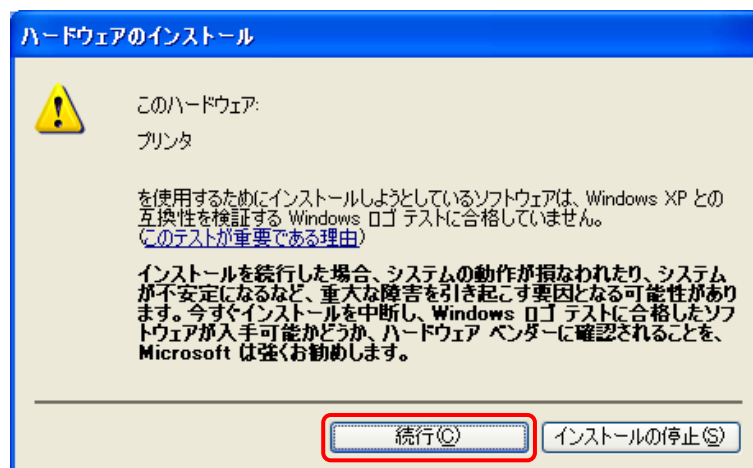 ハードウェアのインストール
このハードウェア:
プリンタ
を使用するためにインストールしようとしているソフトウェアは、Windows XP との
互換性を検証する Windows ロゴ テストに合格していません。
(このテストが重要である理由)
インストールを続行した場合、システムの動作が損なわれたり、システム
が不安定になるなど、重大な障害を引き起こす要因となる可能性があり
ます。今すぐインストールを中断し、Windows ロゴ テストに合格したソフ
トウェアが入手可能かどうか、ハードウェア ベンダーに確認されることを、
Microsoft は強くお勧めします。
続行(C)
インストールの停止(S)